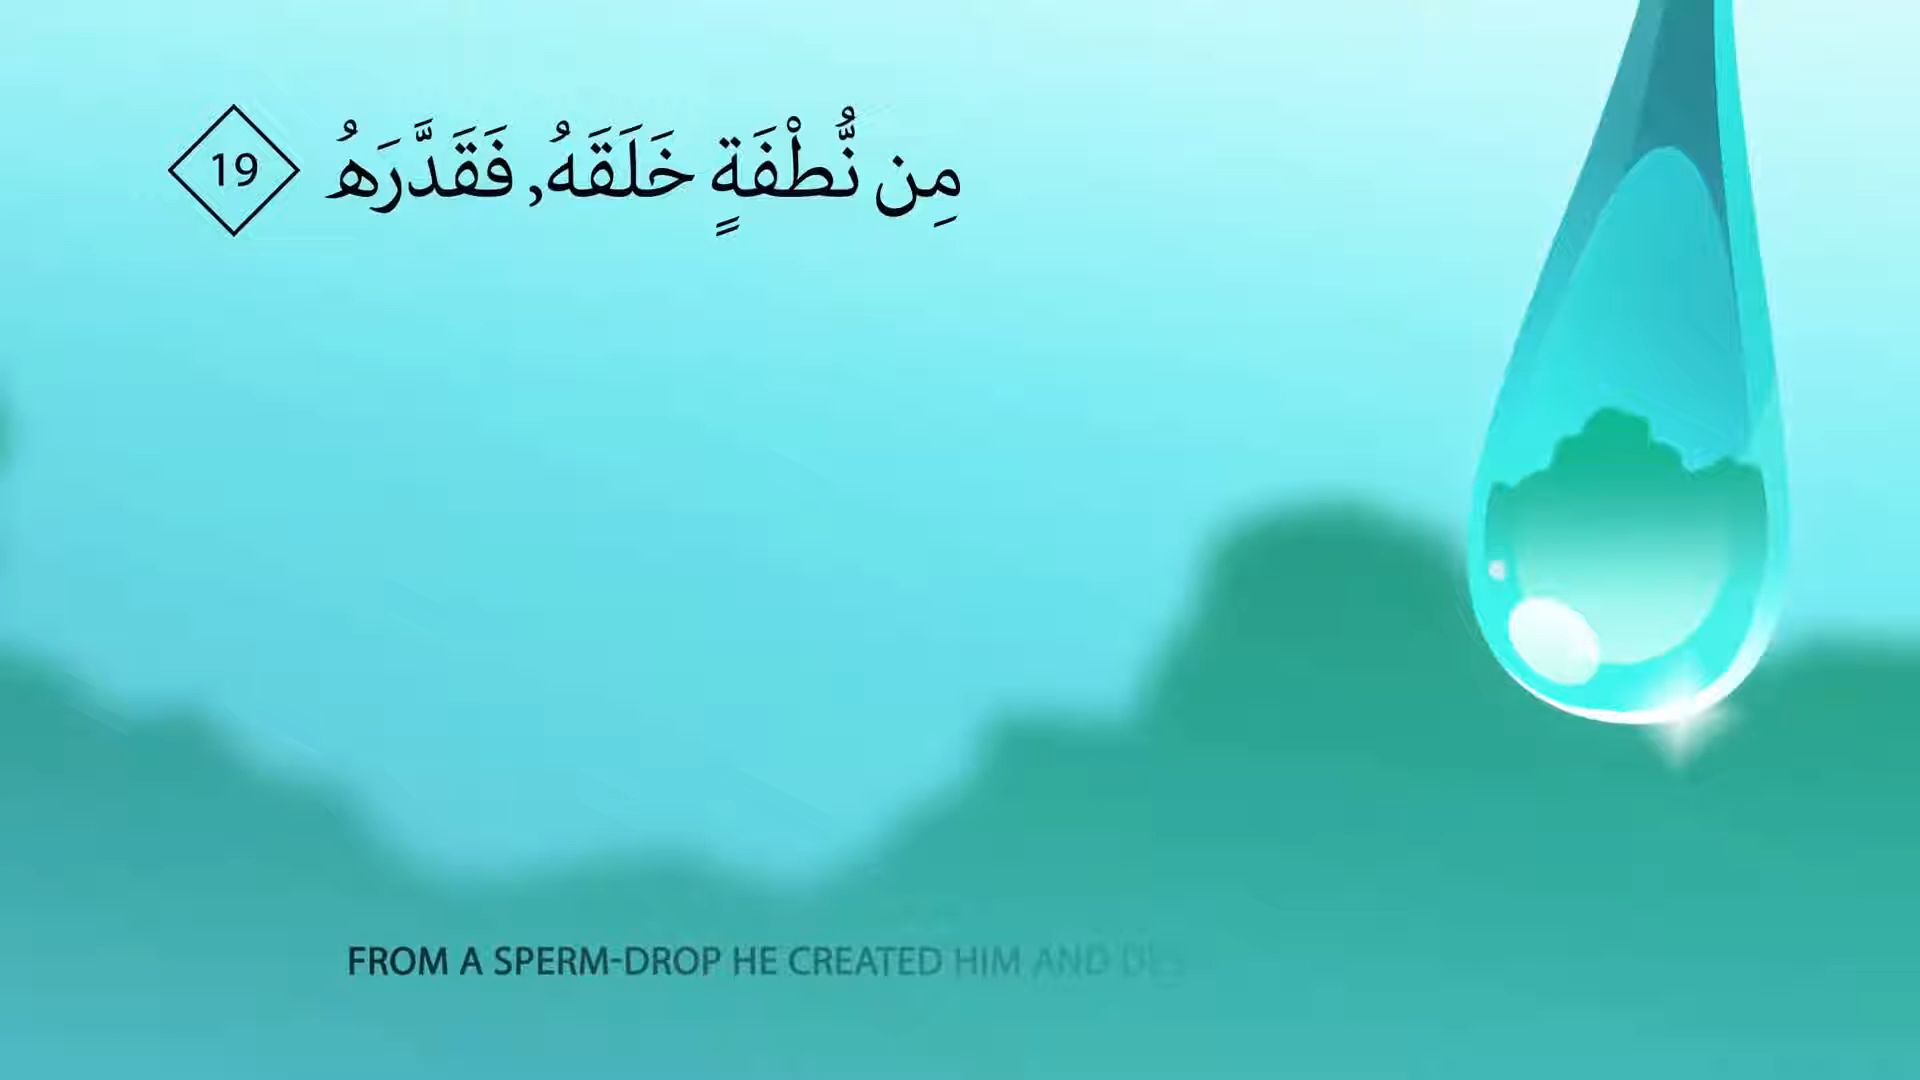 مِن نُّطْفَةٍ خَلَقَهُۥ فَقَدَّرَهُ 19
FROM A SPERM-DROP HE CREATED HIM AND